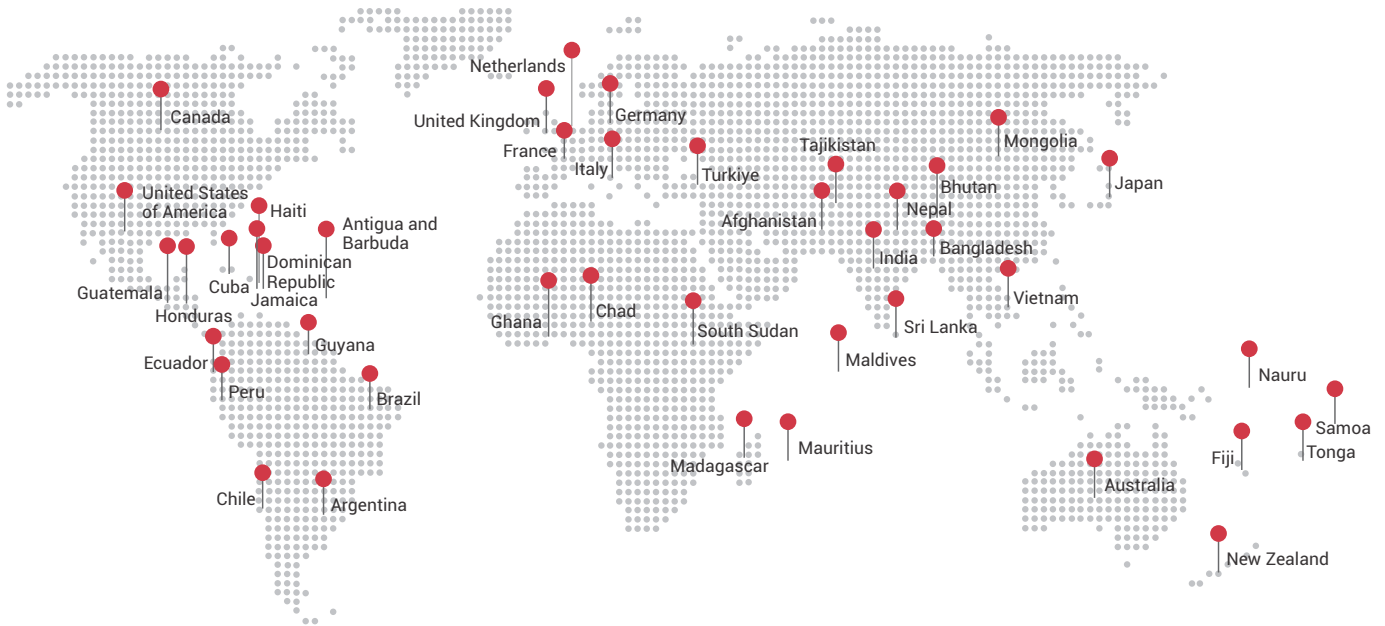 Netherlands
Canada
United Kingdom
Germany
France
Italy
Turkiye
Tajikistan
Mongolia
Japan
United States
of America
Haiti
Antigua and
Barbuda
Afghanistan
Nepal
Bhutan
Dominican
Republic
India
Bangladesh
Cuba
Jamaica
Guatemala
Honduras
Ghana
Chad
South Sudan
Vietnam
Sri Lanka
Guyana
Maldives
Ecuador
Peru
Brazil
Nauru
Samoa
Madagascar
Mauritius
Fiji
Tonga
Australia
Chile
Argentina
New Zealand